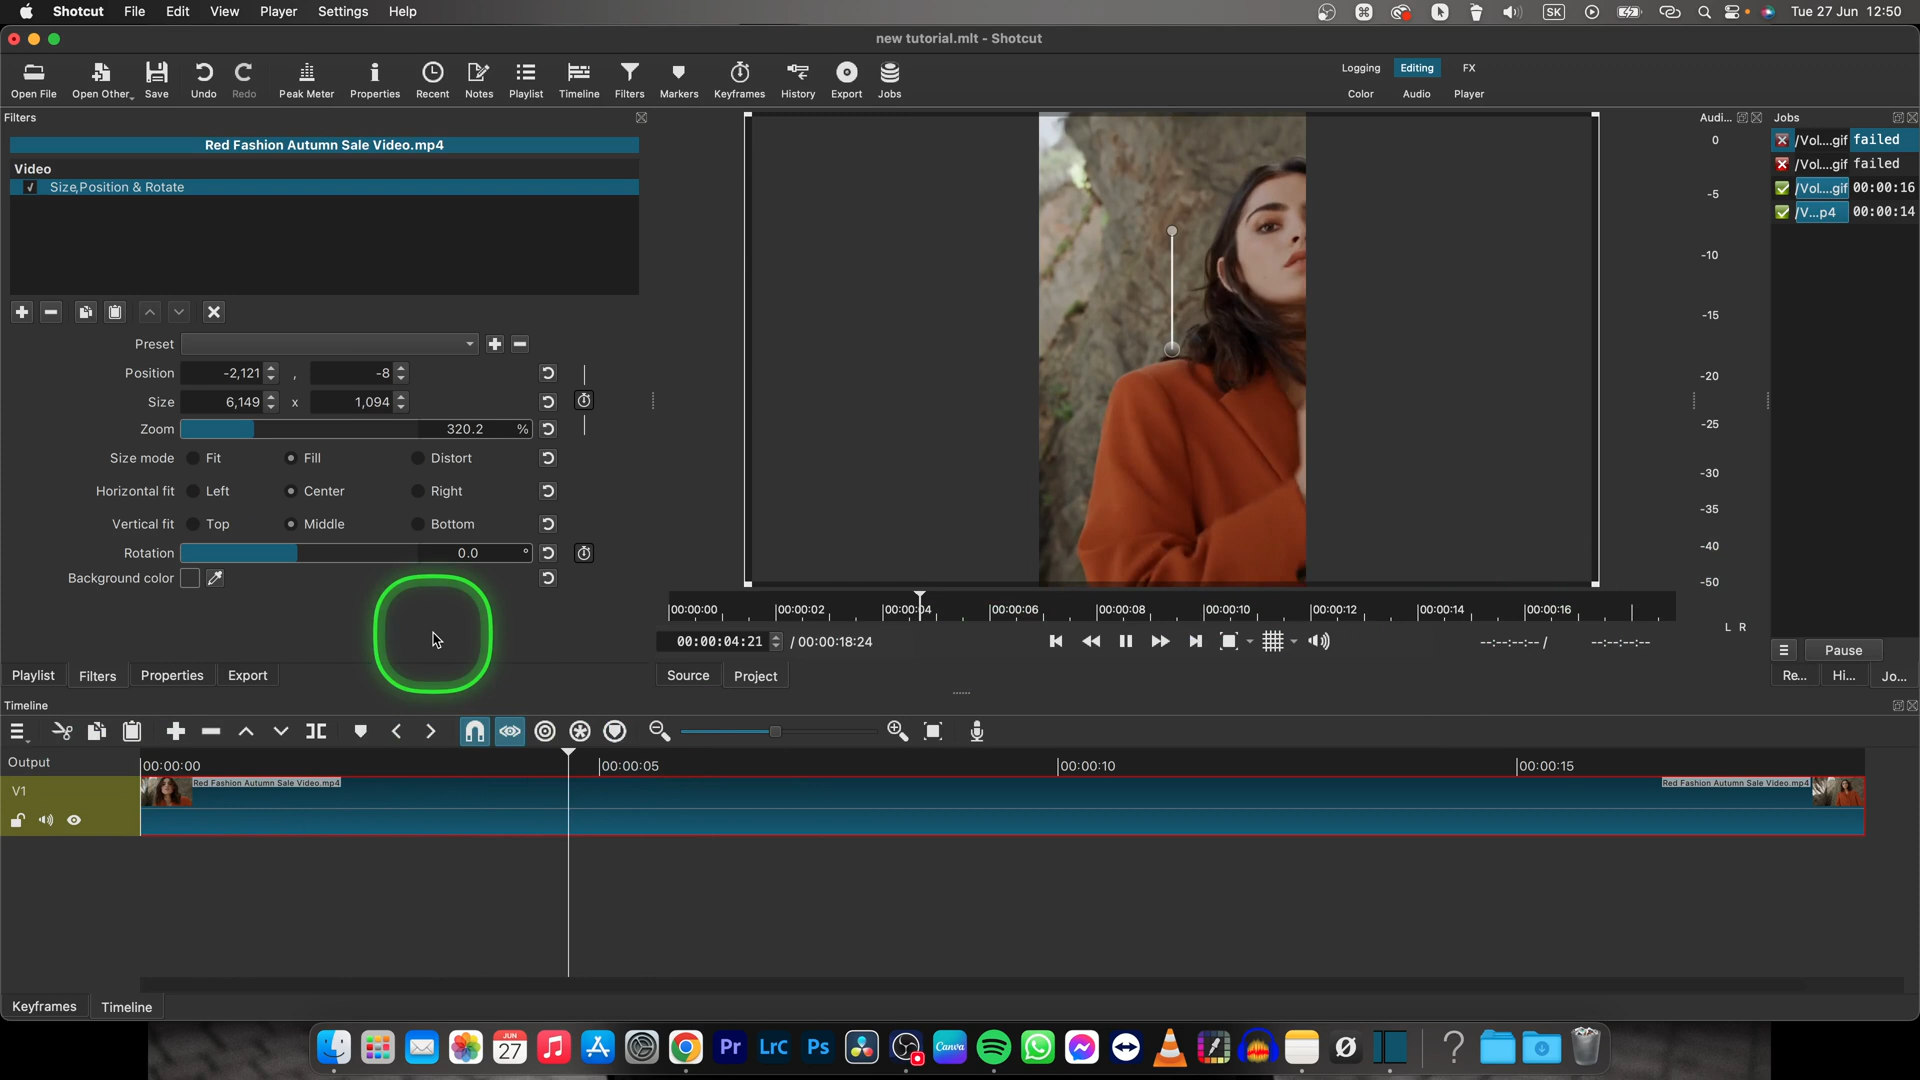 Shotcut File Edit View Player Settings Help SK Tue 27 Jun 12:50
new tutorial.mlt - Shotcut
Open File Open Other... Save Undo Redo Peak Meter Properties Recent Notes Playlist Timeline Filters Markers Keyframes History Export Jobs
Logging Editing FX
Color Audio Player
Filters
Red Fashion Autumn Sale Video.mp4
Video
Size,Position & Rotate
Preset
Position -2,121 , -8
Size 6,149 x 1,094
Zoom 320.2 %
Size mode Fit Fill Distort
Horizontal fit Left Center Right
Vertical fit Top Middle Bottom
Rotation 0.0 °
Background color
Playlist Filters Properties Export
00:00:00 00:00:02 00:00:04 00:00:06 00:00:08 00:00:10 00:00:12 00:00:14 00:00:16
00:00:04:21 / 00:00:18:24 --:--:--:-- / --:--:--:--
Source Project
Audi...
0
-5
-10
-15
-20
-25
-30
-35
-40
-45
-50
L R
Jobs
/Vol....gif failed
/Vol....gif failed
/Vol....gif 00:00:16
/V...p4 00:00:14
Pause
Re... Hi... Jo...
Timeline
Output 00:00:00 00:00:05 00:00:10 00:00:15
V1 Red Fashion Autumn Sale Video.mp4 Red Fashion Autumn Sale Video.mp4
Keyframes Timeline
JUN
27
Pr LrC Ps Canva